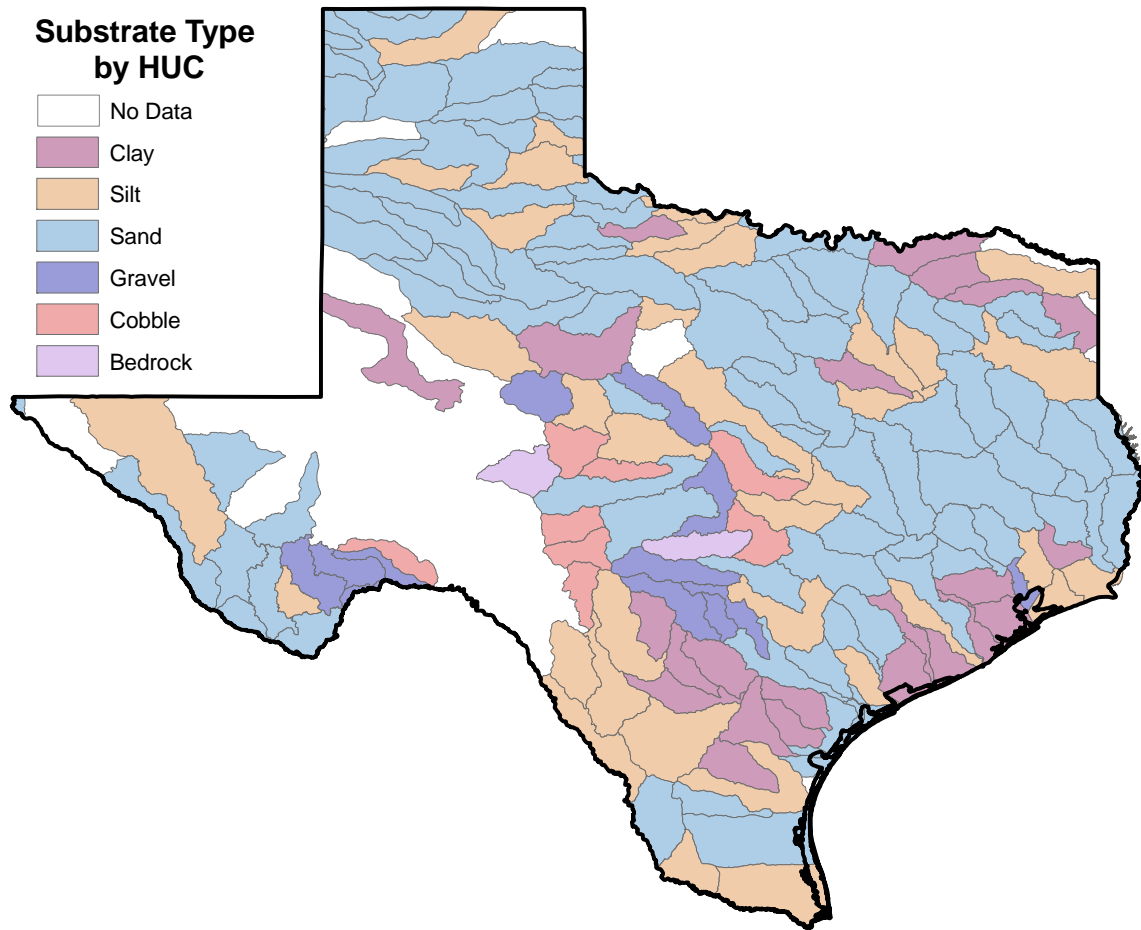 Substrate Type
by HUC
No Data
Clay
Silt
Sand
Gravel
Cobble
Bedrock